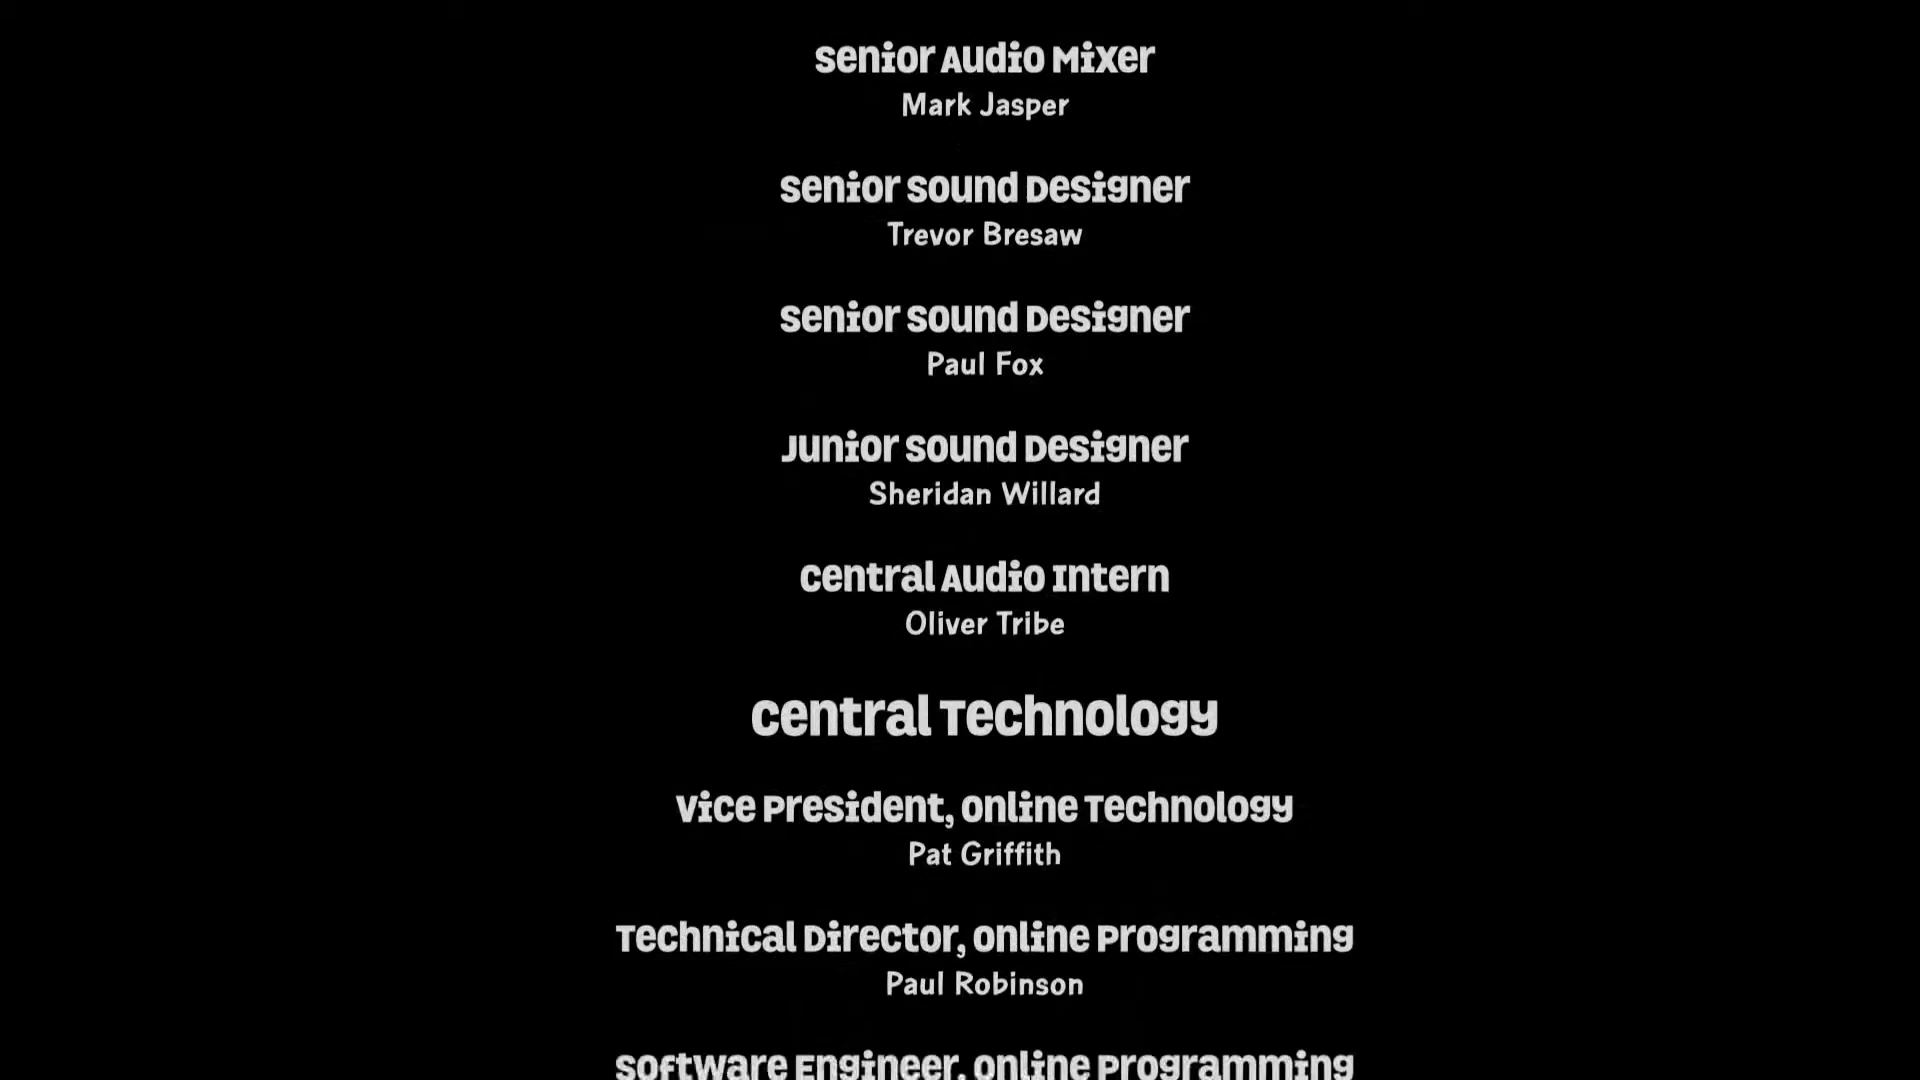 Senior Audio Mixer
Mark Jasper
Senior Sound Designer
Trevor Bresaw
Senior Sound Designer
Paul Fox
Junior Sound Designer
Sheridan Willard
Central Audio Intern
Oliver Tribe
Central Technology
Vice President, Online Technology
Pat Griffith
Technical Director, Online Programming
Paul Robinson
Software Engineer, Online Programming